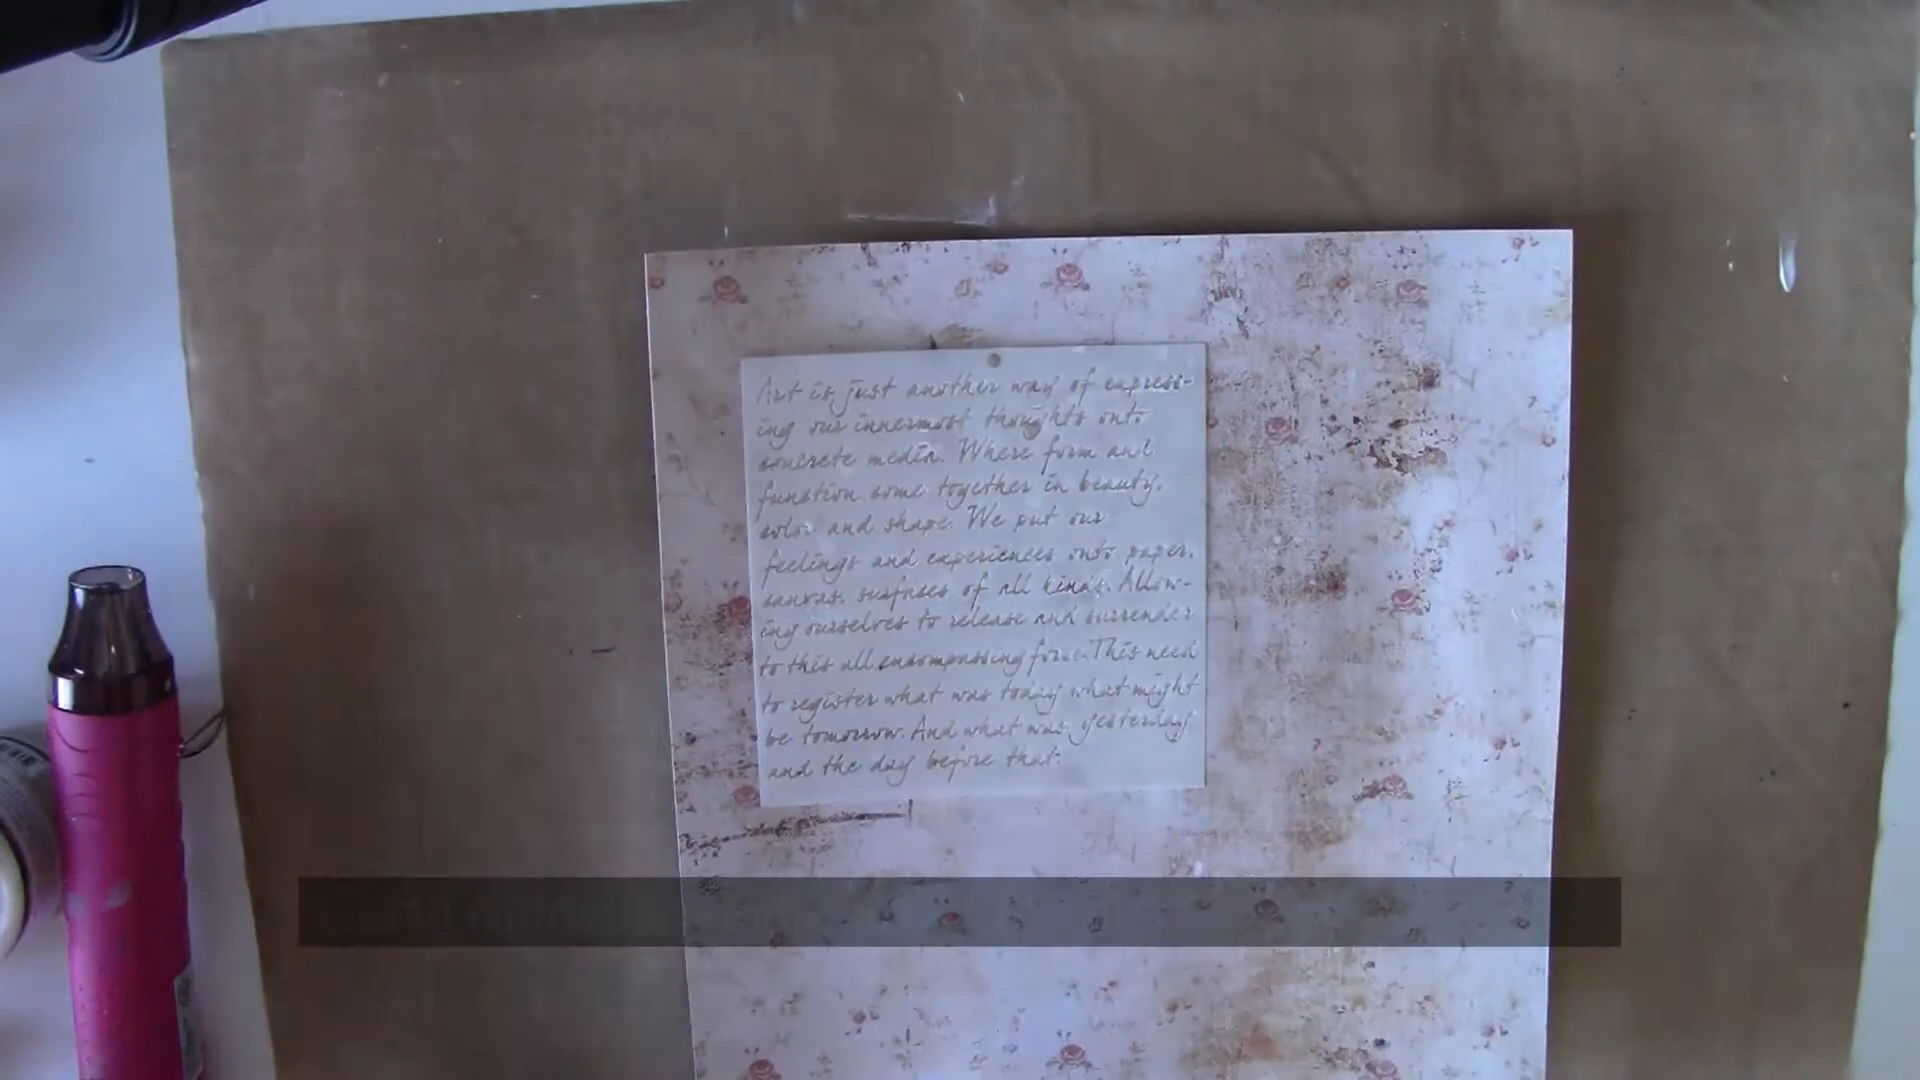 Art is just another way of express-
ing our innermost thoughts onto
concrete media. Where form and
function come together in beauty,
color and shape. We put our
feelings and experiences onto paper,
canvas, surfaces of all kinds. Allow-
ing ourselves to release and surrender
to this all encompassing force. This need
to register what was today what might
be tomorrow. And what was yesterday
and the day before that.